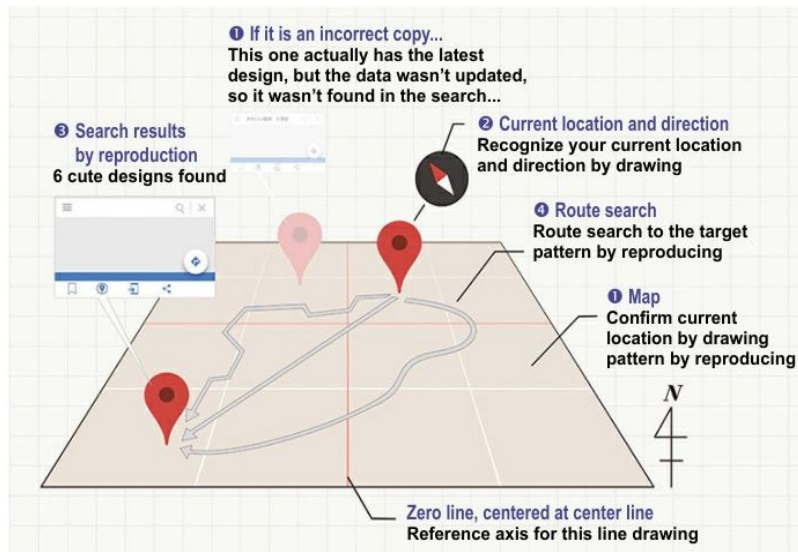 ❶ If it is an incorrect copy...
This one actually has the latest
design, but the data wasn't updated,
so it wasn't found in the search...
❸ Search results
by reproduction
6 cute designs found
❷ Current location and direction
Recognize your current location
and direction by drawing
❹ Route search
Route search to the target
pattern by reproducing
❶ Map
Confirm current
location by drawing
pattern by reproducing
N
Zero line, centered at center line
Reference axis for this line drawing